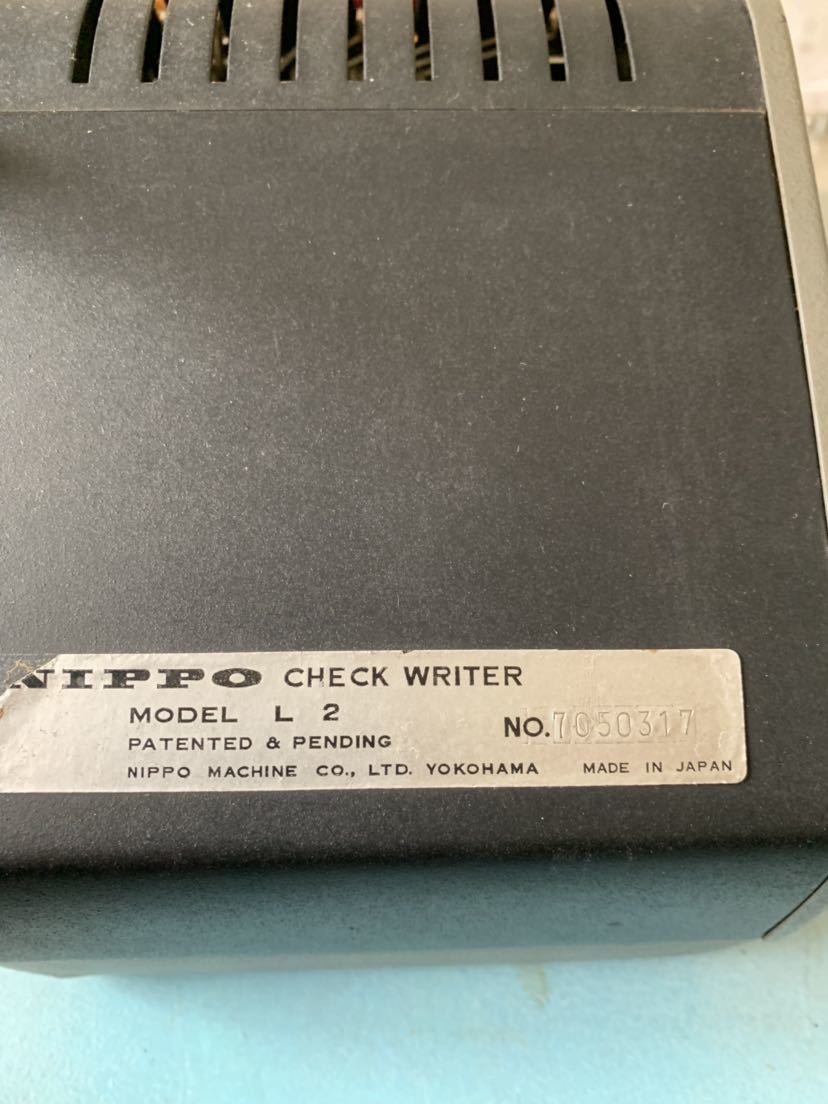 NIPPO CHECK WRITER
MODEL L 2 NO. 7050317
PATENTED & PENDING
NIPPO MACHINE CO., LTD. YOKOHAMA MADE IN JAPAN